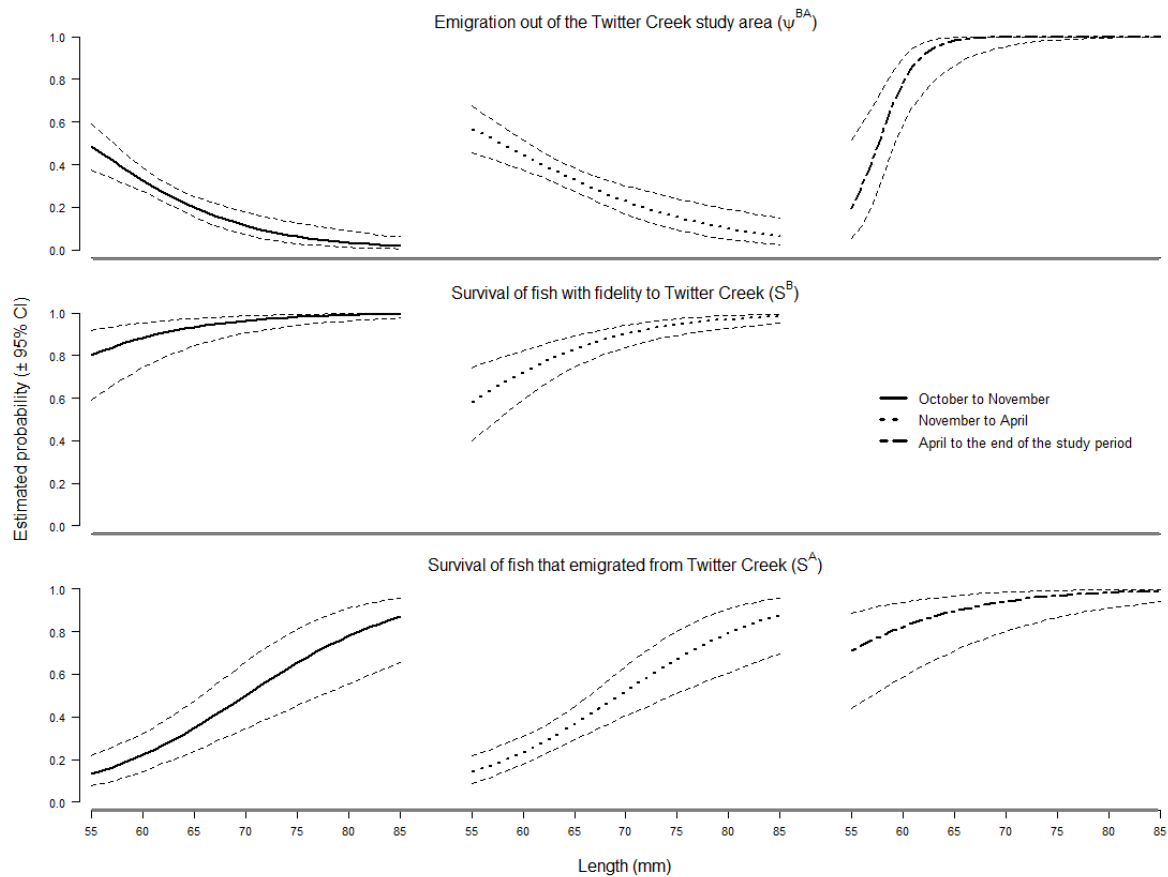 Emigration out of the Twitter Creek study area (ψ^BA)
1.0
0.8
0.6
0.4
0.2
0.0
Survival of fish with fidelity to Twitter Creek (S^B)
1.0
0.8
0.6
0.4
0.2
0.0
October to November
November to April
April to the end of the study period
Estimated probability (± 95% CI)
Survival of fish that emigrated from Twitter Creek (S^A)
1.0
0.8
0.6
0.4
0.2
0.0
55 60 65 70 75 80 85 55 60 65 70 75 80 85 55 60 65 70 75 80 85
Length (mm)